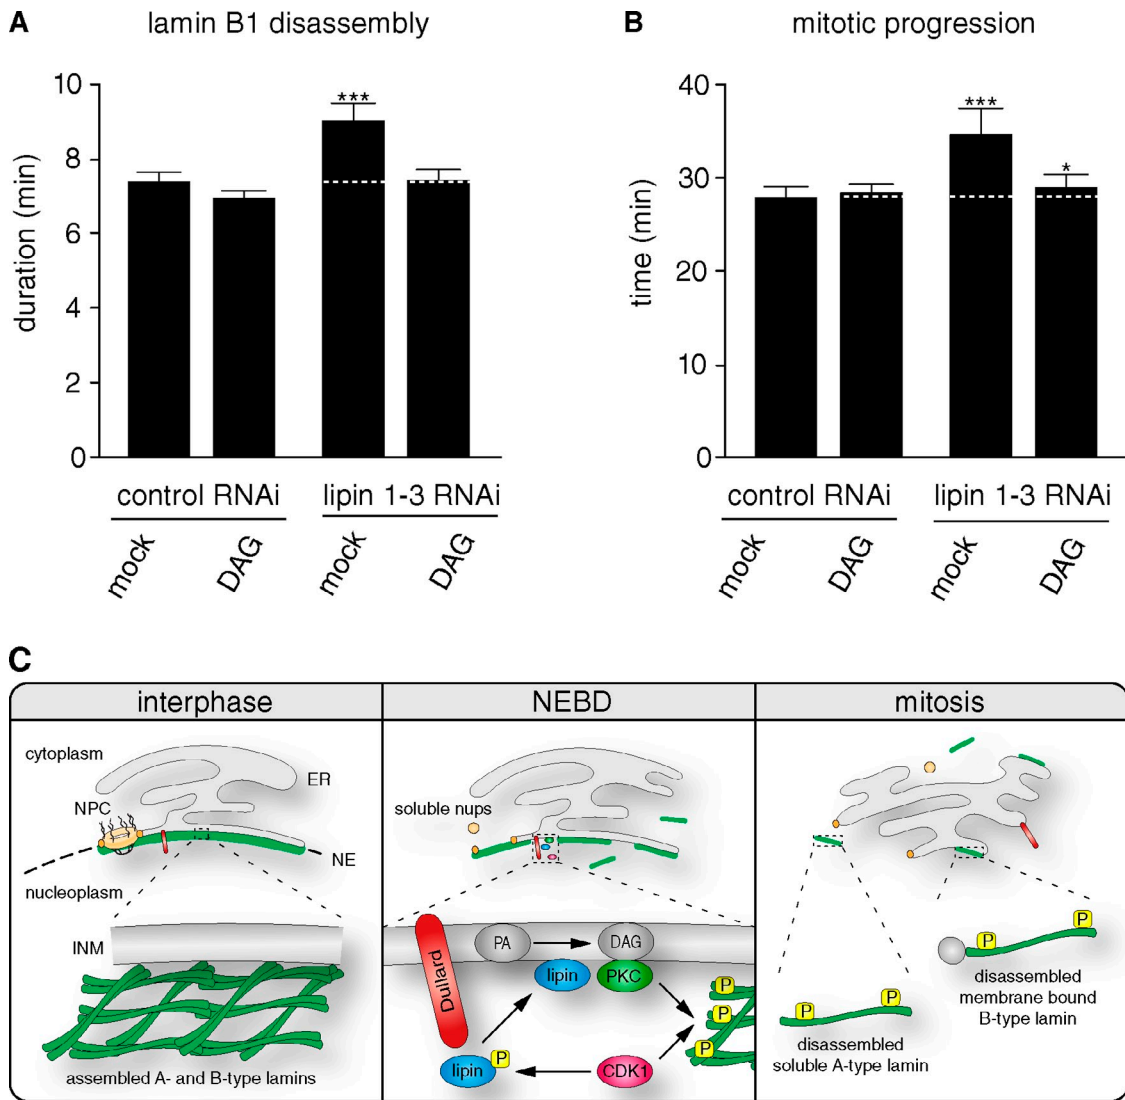 A
lamin B1 disassembly
10
8
6
4
2
0
duration (min)
***
control RNAi
lipin 1-3 RNAi
mock
DAG
mock
DAG
B
mitotic progression
40
30
20
10
0
time (min)
***
*
control RNAi
lipin 1-3 RNAi
mock
DAG
mock
DAG
C
interphase
cytoplasm
ER
NPC
NE
nucleoplasm
INM
assembled A- and B-type lamins
NEBD
soluble nups
Dullard
PA
DAG
lipin
PKC
P
P
P
P
lipin
CDK1
mitosis
P
P
disassembled
membrane bound
B-type lamin
P
P
disassembled
soluble A-type lamin